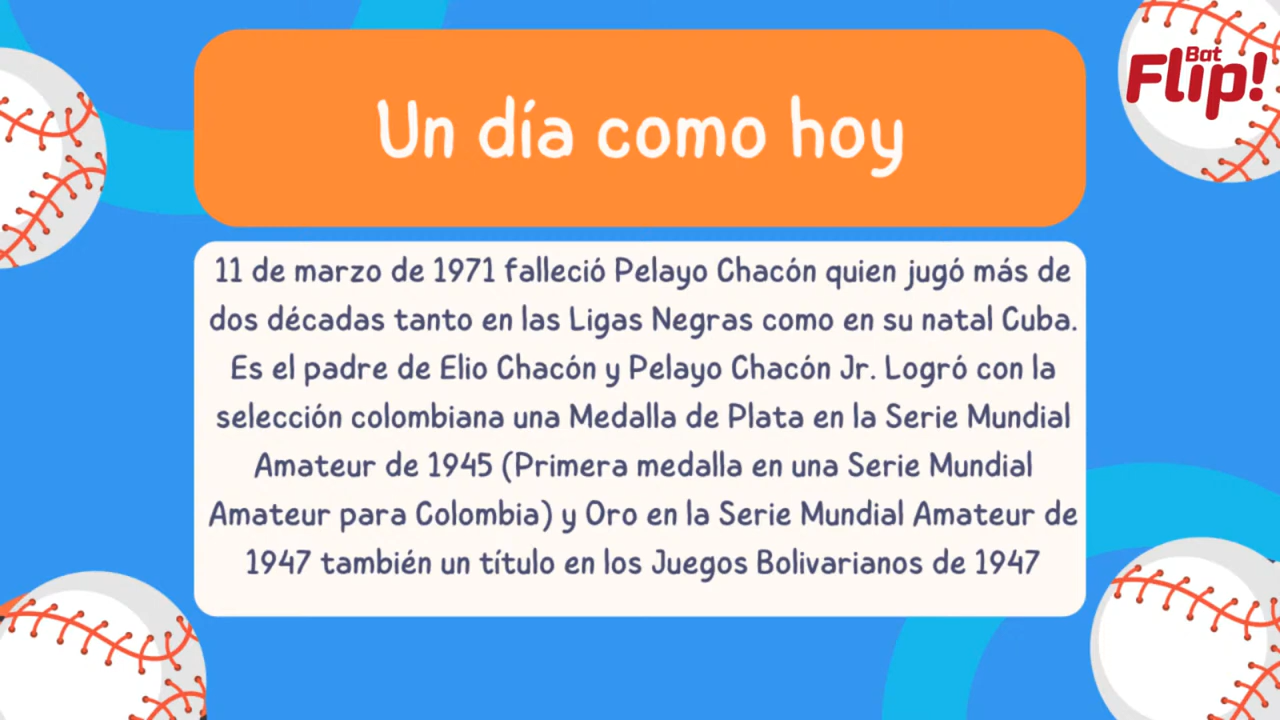 Bat
Flip!
Un día como hoy
11 de marzo de 1971 falleció Pelayo Chacón quien jugó más de
dos décadas tanto en las Ligas Negras como en su natal Cuba.
Es el padre de Elio Chacón y Pelayo Chacón Jr. Logró con la
selección colombiana una Medalla de Plata en la Serie Mundial
Amateur de 1945 (Primera medalla en una Serie Mundial
Amateur para Colombia) y Oro en la Serie Mundial Amateur de
1947 también un título en los Juegos Bolivarianos de 1947